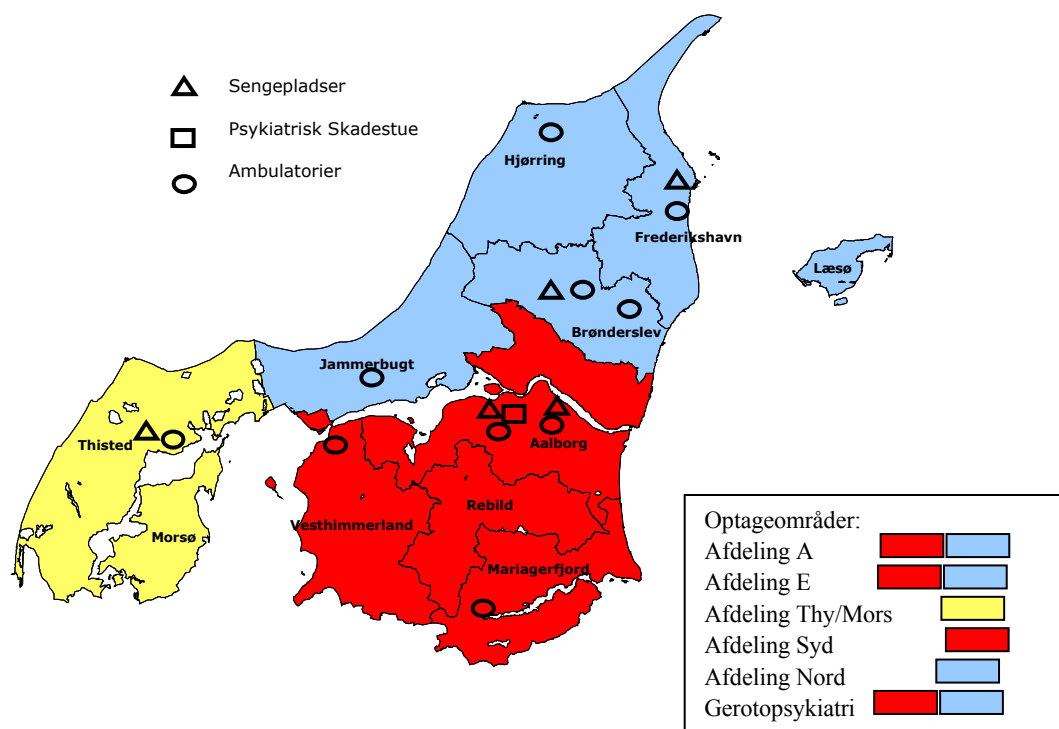 Sengepladser
Psykiatrisk Skadestue
Ambulatorier
Hjørring
Frederikshavn
Læsø
Brønderslev
Jammerbugt
Thisted
Aalborg
Rebild
Vesthimmerland
Morsø
Mariagerfjord
Optageområder:
Afdeling A
Afdeling E
Afdeling Thy/Mors
Afdeling Syd
Afdeling Nord
Gerotopsykiatri